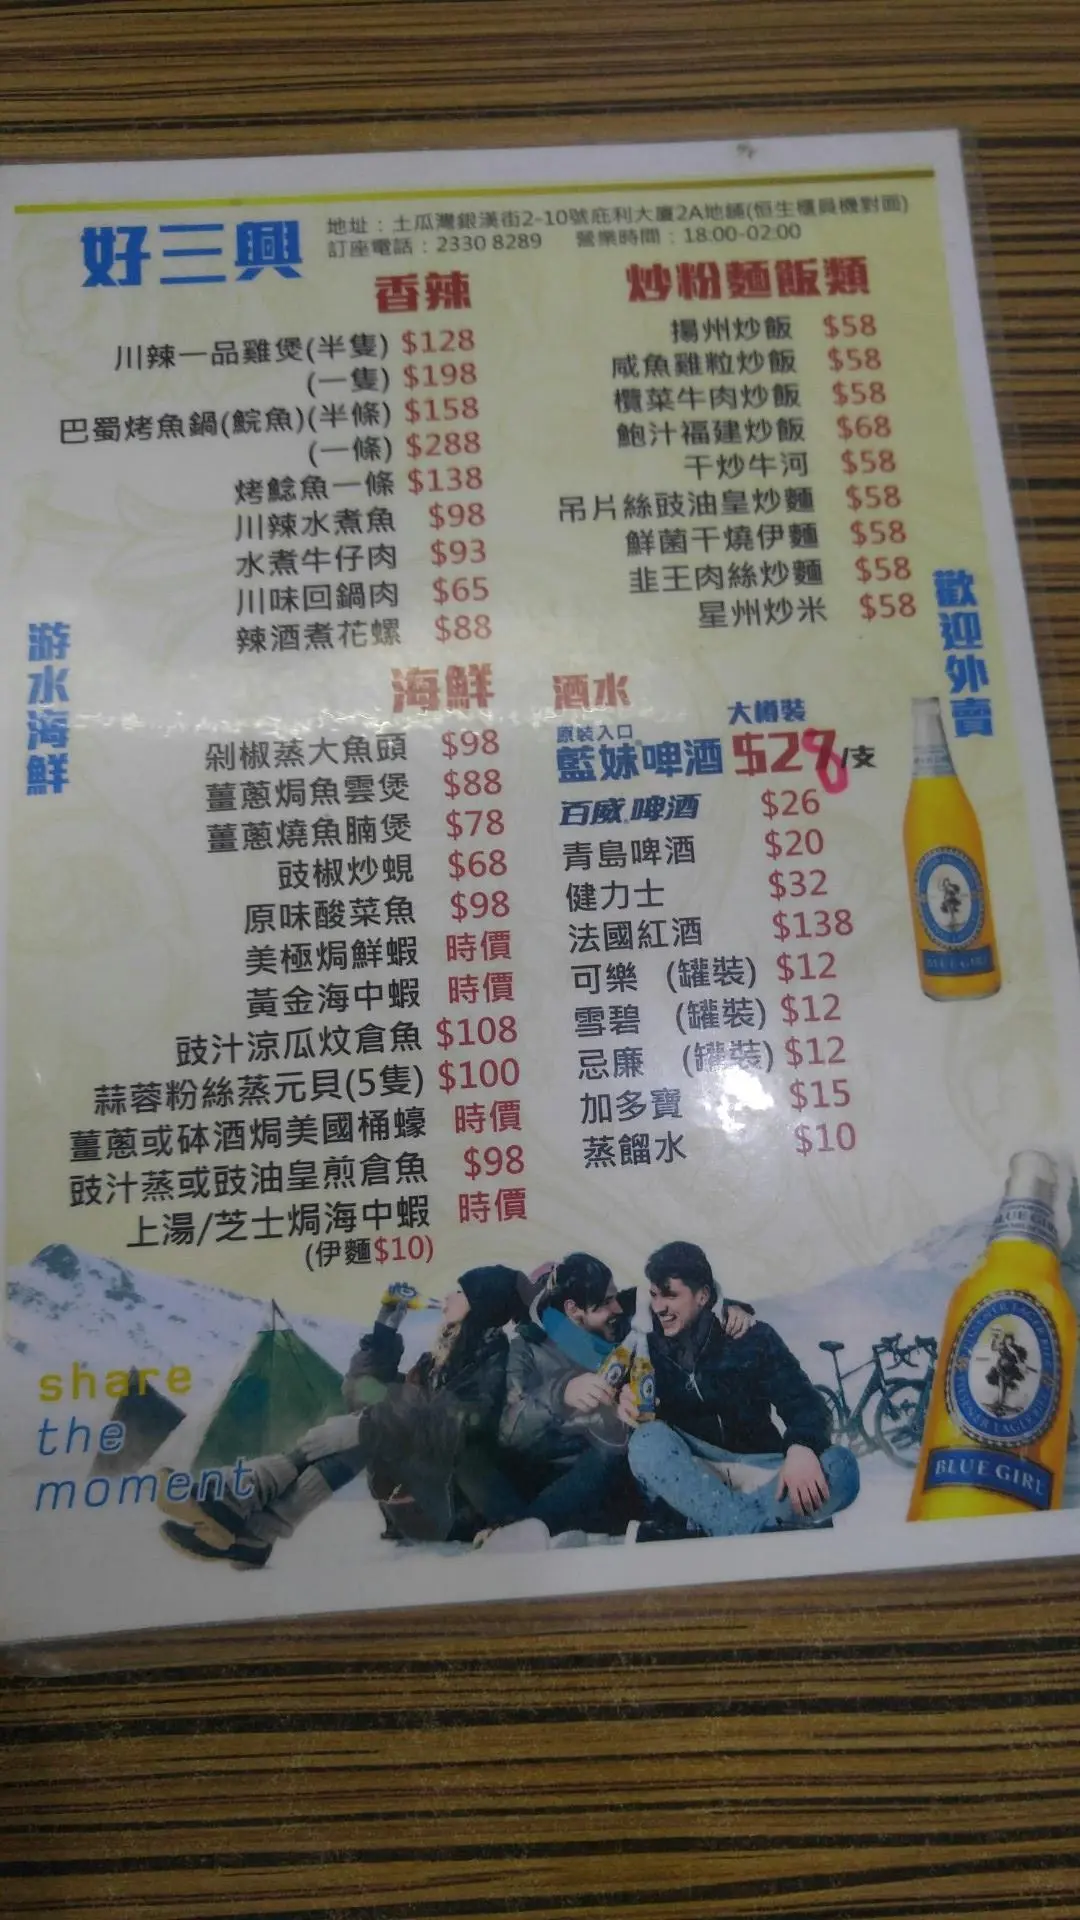 好三興
地址：土瓜灣銀漢街2-10號庇利大廈2A地鋪(恒生櫃員機對面)
訂座電話：2330 8289　營業時間：18:00-02:00
香辣
川辣一品雞煲(半隻) $128
(一隻) $198
巴蜀烤魚鍋(鯇魚)(半條) $158
(一條) $288
烤鯰魚一條 $138
川辣水煮魚 $98
水煮牛仔肉 $93
川味回鍋肉 $65
辣酒煮花螺 $88
炒粉麵飯類
揚州炒飯 $58
咸魚雞粒炒飯 $58
欖菜牛肉炒飯 $58
鮑汁福建炒飯 $68
干炒牛河 $58
吊片絲豉油皇炒麵 $58
鮮菌干燒伊麵 $58
韭王肉絲炒麵 $58
星州炒米 $58
游水海鮮
歡迎外賣
海鮮
剁椒蒸大魚頭 $98
薑蔥焗魚雲煲 $88
薑蔥燒魚腩煲 $78
豉椒炒蜆 $68
原味酸菜魚 $98
美極焗鮮蝦 時價
黃金海中蝦 時價
豉汁涼瓜炆倉魚 $108
蒜蓉粉絲蒸元貝(5隻) $100
薑蔥或砵酒焗美國桶蠔 時價
豉汁蒸或豉油皇煎倉魚 $98
上湯/芝士焗海中蝦 時價
(伊麵$10)
酒水
大樽裝
原裝入口
藍妹啤酒 $28/支
百威啤酒 $26
青島啤酒 $20
健力士 $32
法國紅酒 $138
可樂 (罐裝) $12
雪碧 (罐裝) $12
忌廉 (罐裝) $12
加多寶 $15
蒸餾水 $10
BLUE GIRL
share
the
moment
BLUE GIRL